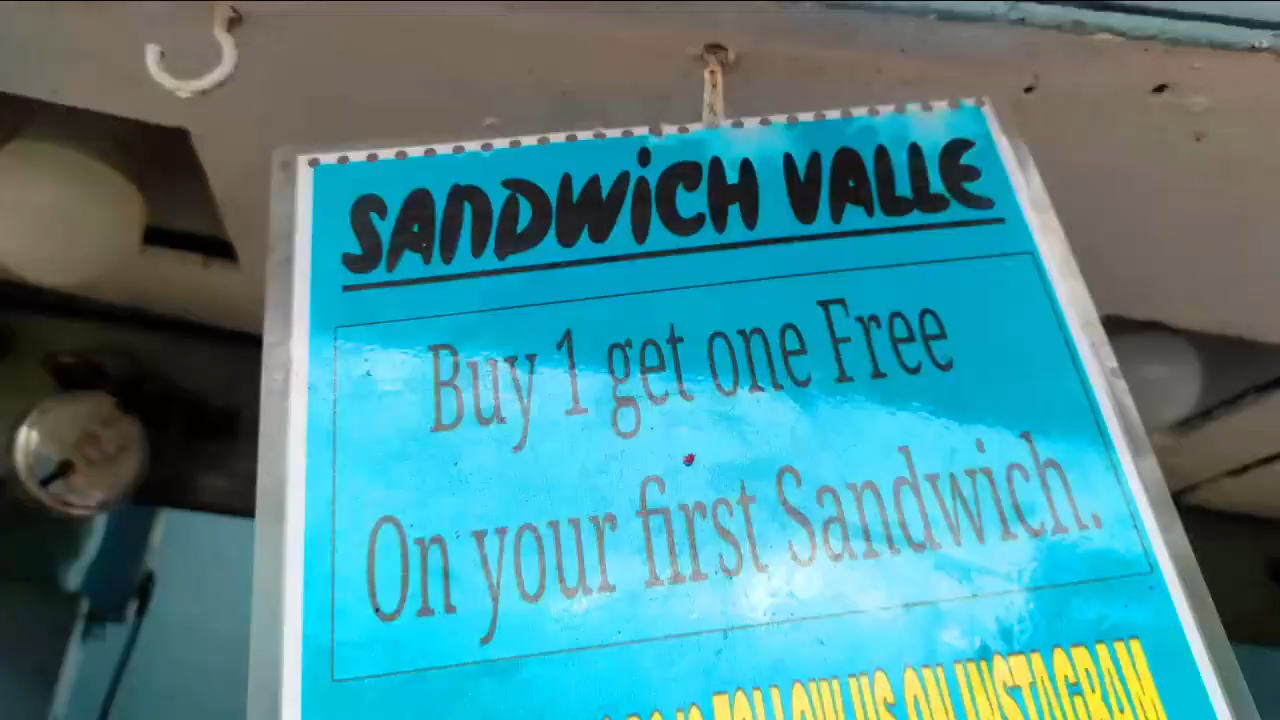 SANDWiCH VALLE
Buy 1 get one Free
On your first Sandwich.
FOLLOW US ON INSTAGRAM